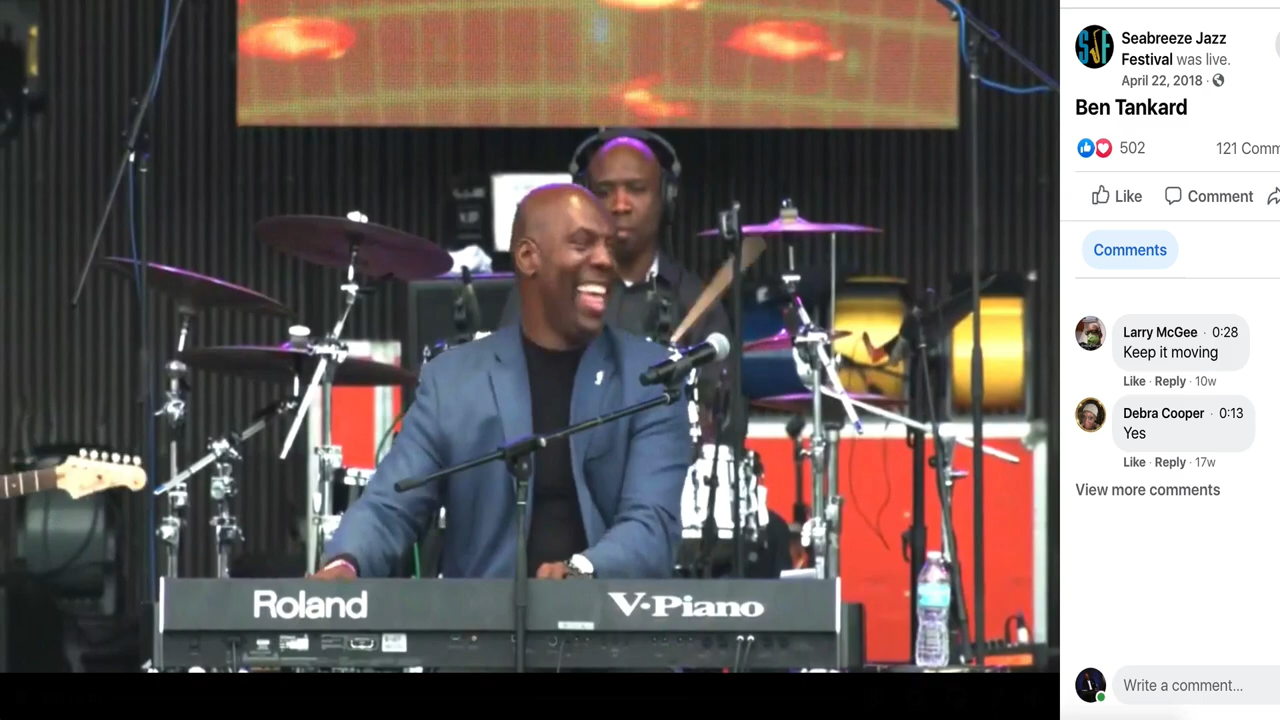 Roland
V-Piano
SJF
Seabreeze Jazz
Festival was live.
April 22, 2018 ·
Ben Tankard
502 121 Comm
Like Comment
Comments
Larry McGee · 0:28
Keep it moving
Like · Reply · 10w
Debra Cooper · 0:13
Yes
Like · Reply · 17w
View more comments
Write a comment...